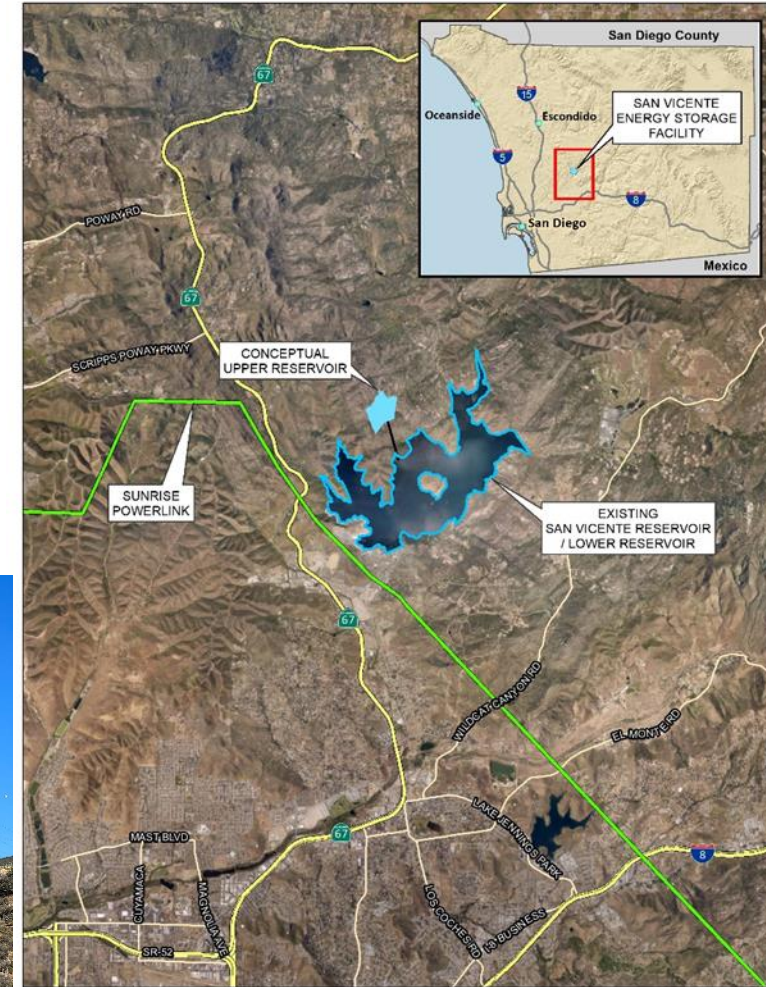 San Diego County
15
Oceanside
Escondido
SAN VICENTE
ENERGY STORAGE
FACILITY
5
8
San Diego
Mexico
67
POWAY RD
67
SCRIPPS POWAY PKWY
CONCEPTUAL
UPPER RESERVOIR
SUNRISE
POWERLINK
EXISTING
SAN VICENTE RESERVOIR
/ LOWER RESERVOIR
67
WILDCAT CANYON RD
EL MONTE RD
LAKE JENNINGS PARK
67
MAST BLVD
CUYAMACA
MAGNOLIA AVE
8
LOS COCHES RD
I-8 BUSINESS
SR-52